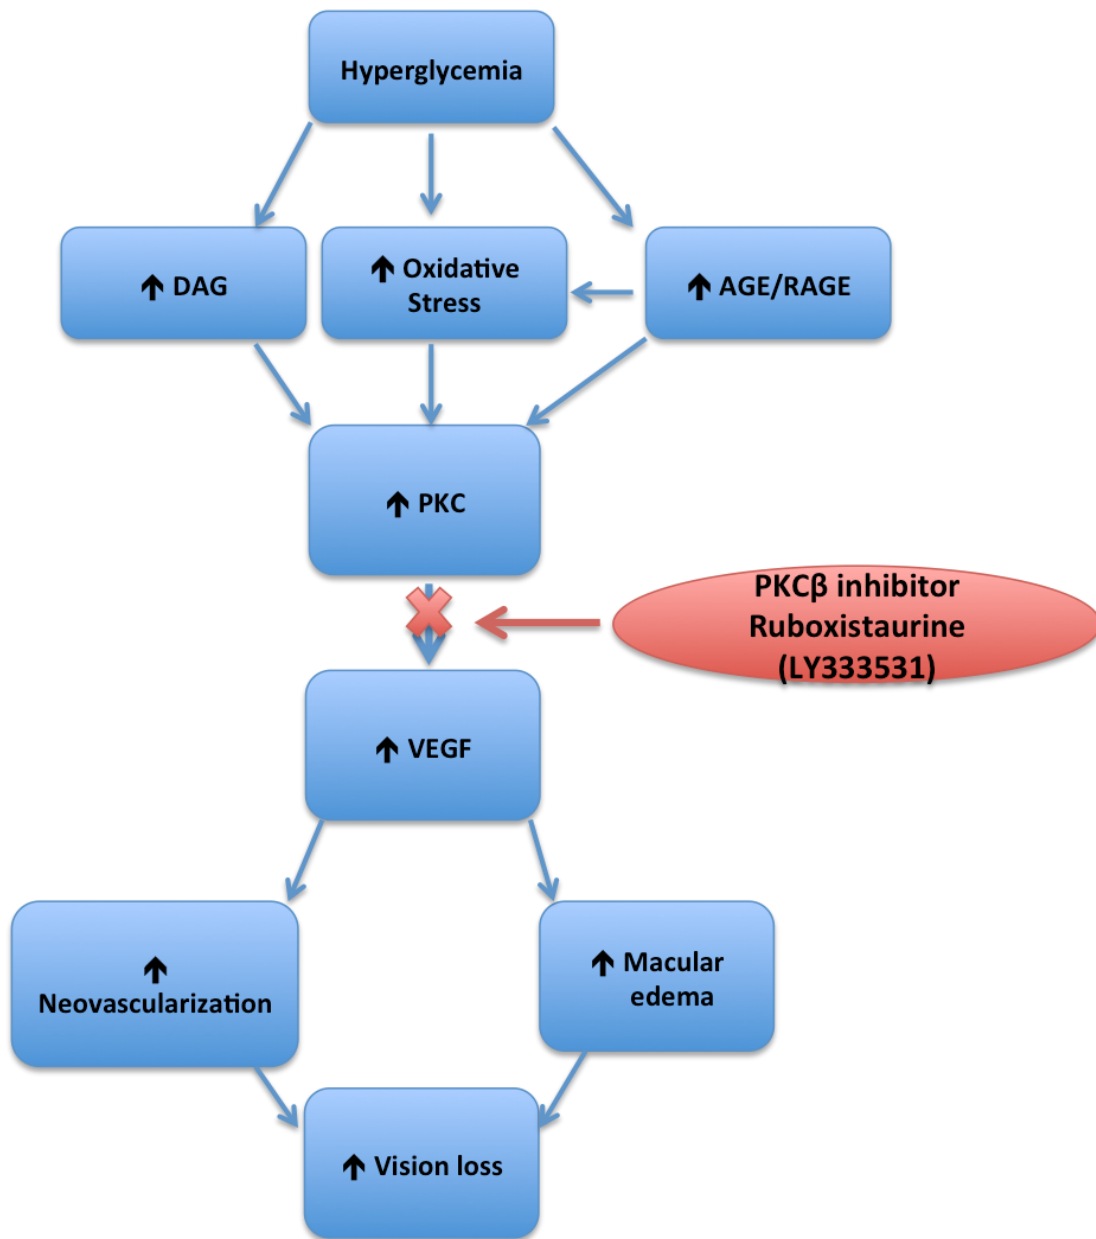 Hyperglycemia
↑ DAG
↑ Oxidative
Stress
↑ AGE/RAGE
↑ PKC
PKCβ inhibitor
Ruboxistaurine
(LY333531)
↑ VEGF
↑
Neovascularization
↑ Macular
edema
↑ Vision loss